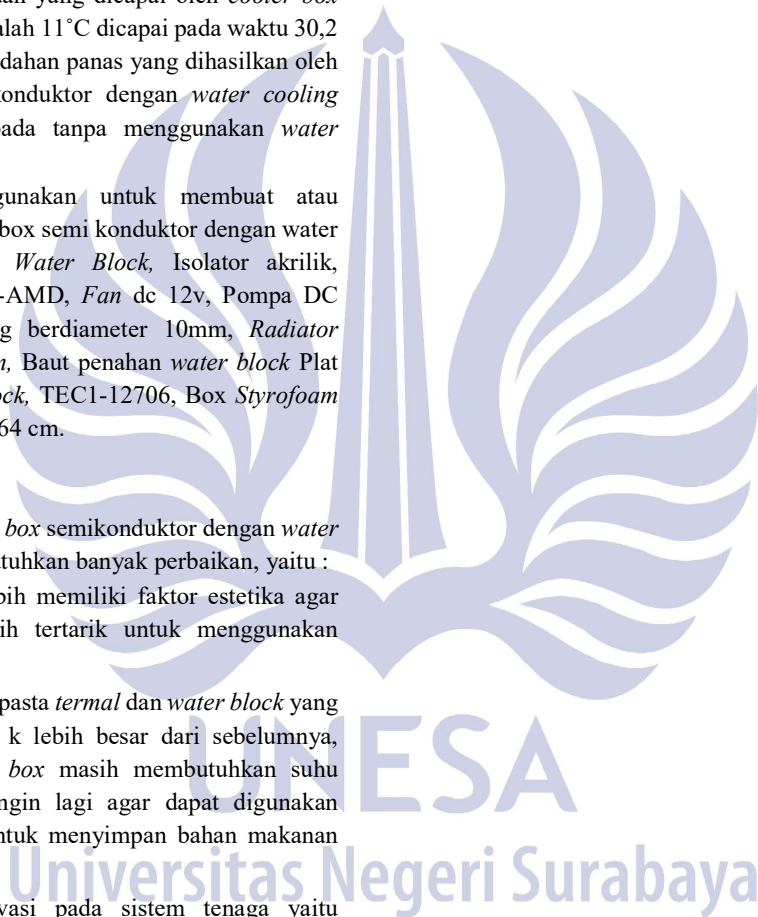 yang dicapai oleh cooler box
alah 11˚C dicapai pada waktu 30,2
dahan panas yang dihasilkan oleh
konduktor dengan water cooling
pada tanpa menggunakan water
gunakan untuk membuat atau
box semi konduktor dengan water
Water Block, Isolator akrilik,
-AMD, Fan dc 12v, Pompa DC
g berdiameter 10mm, Radiator
m, Baut penahan water block Plat
ock, TEC1-12706, Box Styrofoam
64 cm.
box semikonduktor dengan water
tuhkan banyak perbaikan, yaitu :
bih memiliki faktor estetika agar
ih tertarik untuk menggunakan
pasta termal dan water block yang
k lebih besar dari sebelumnya,
box masih membutuhkan suhu
ngin lagi agar dapat digunakan
ntuk menyimpan bahan makanan
vasi pada sistem tenaga yaitu
UNESA
Universitas Negeri Surabaya